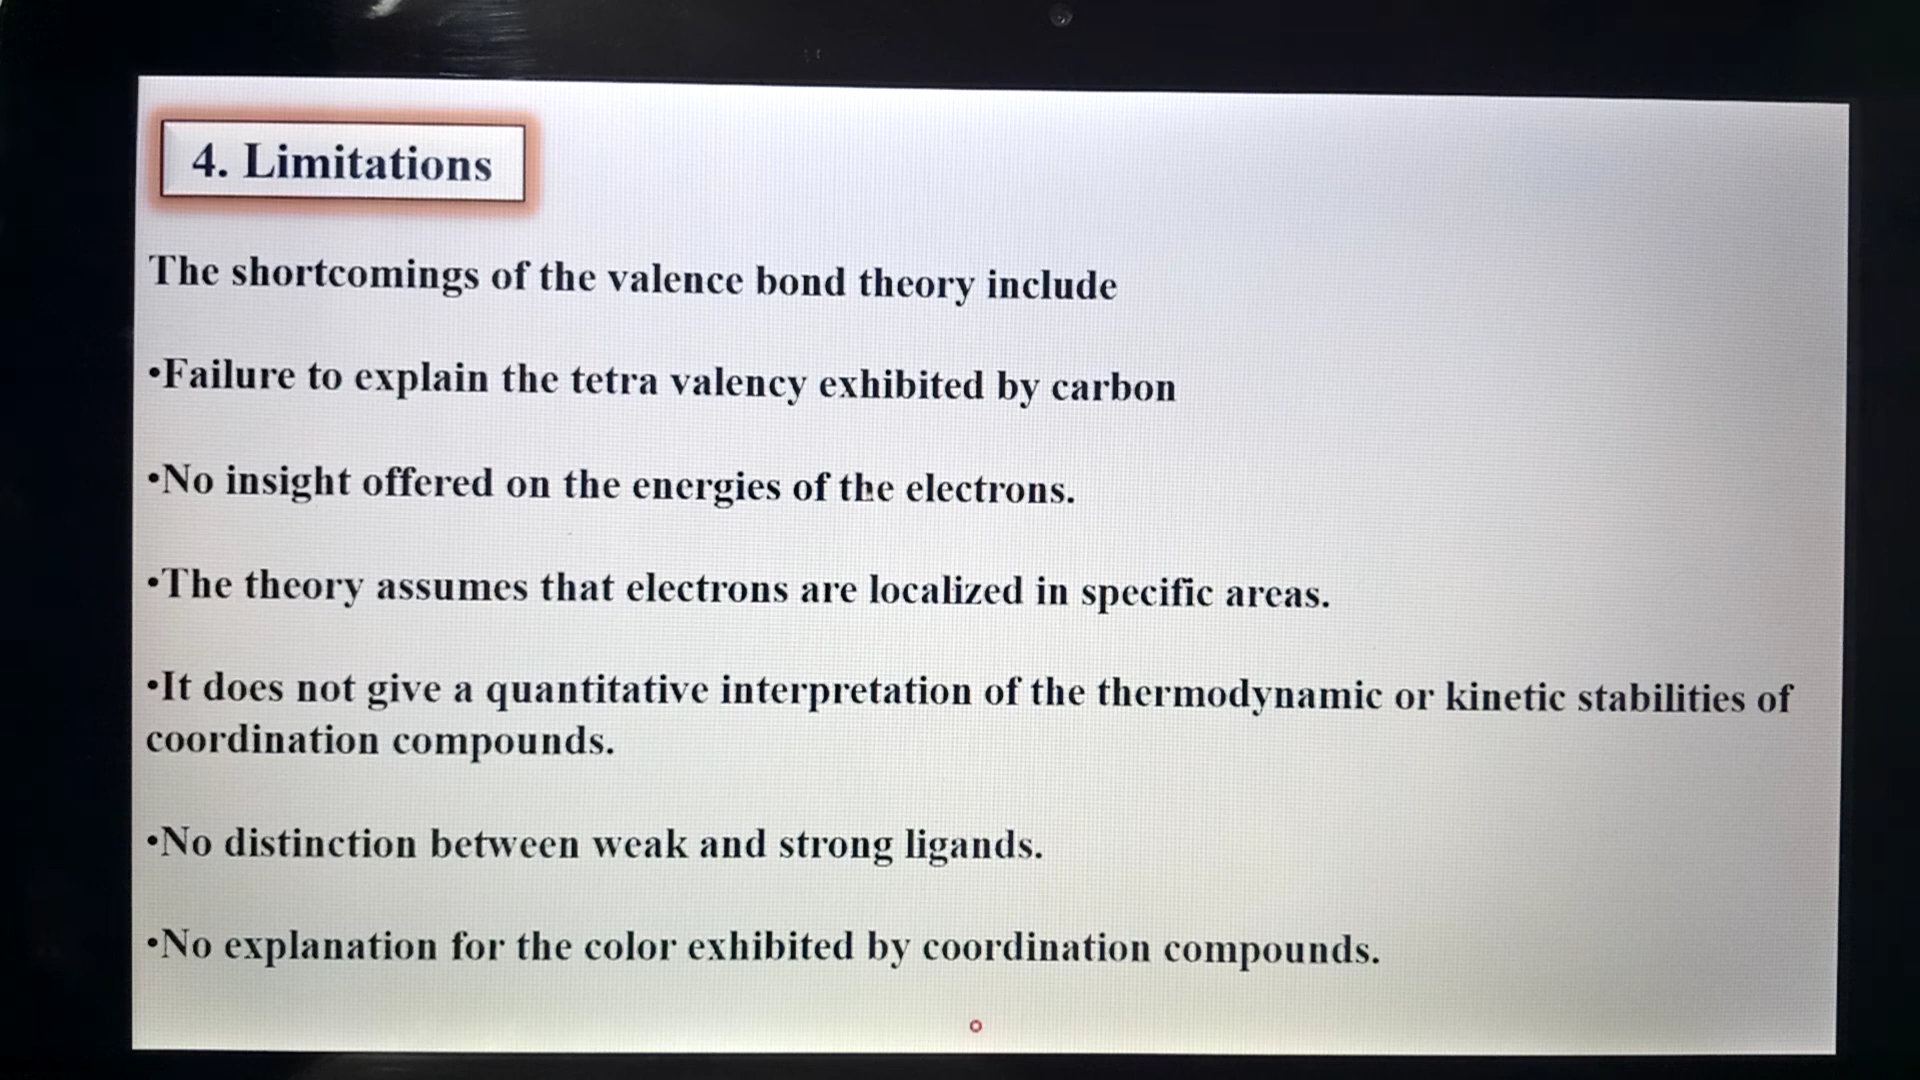 4. Limitations
The shortcomings of the valence bond theory include
•Failure to explain the tetra valency exhibited by carbon
•No insight offered on the energies of the electrons.
•The theory assumes that electrons are localized in specific areas.
•It does not give a quantitative interpretation of the thermodynamic or kinetic stabilities of
coordination compounds.
•No distinction between weak and strong ligands.
•No explanation for the color exhibited by coordination compounds.